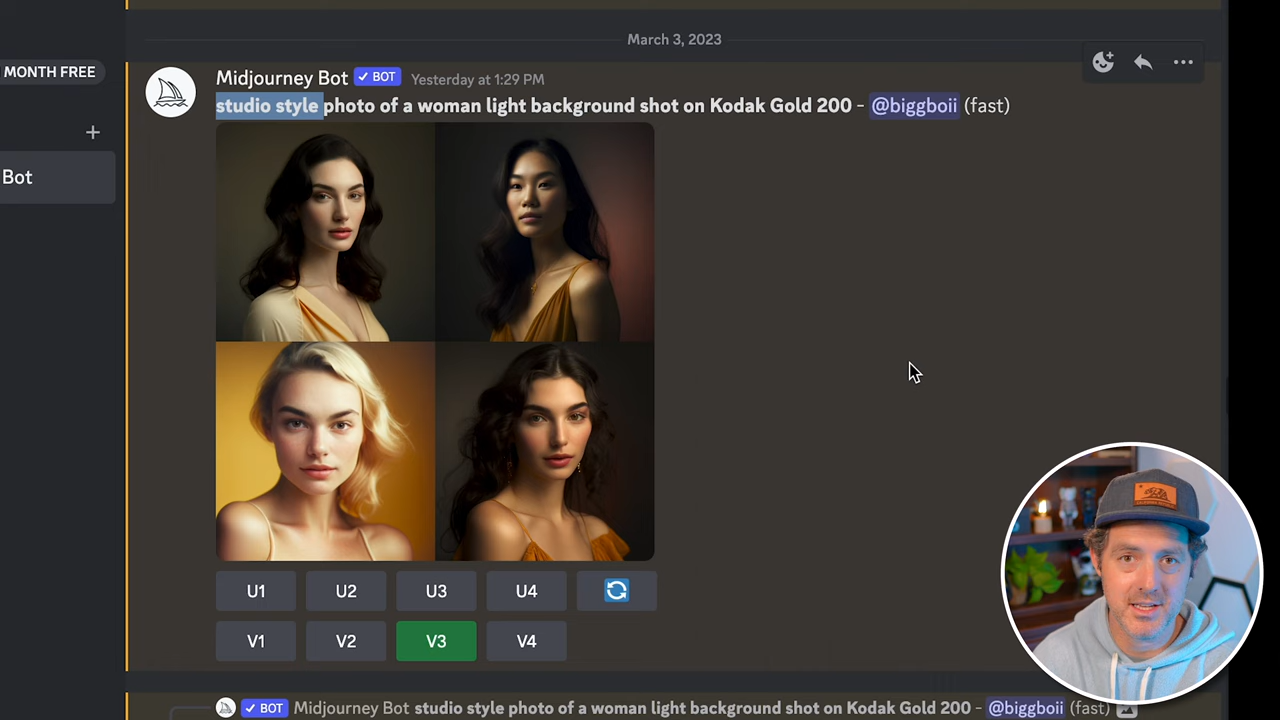 March 3, 2023
MONTH FREE
Midjourney Bot ✓ BOT Yesterday at 1:29 PM
studio style photo of a woman light background shot on Kodak Gold 200 - @biggboii (fast)
+
Bot
U1 U2 U3 U4
V1 V2 V3 V4
✓ BOT Midjourney Bot studio style photo of a woman light background shot on Kodak Gold 200 - @biggboii (fast)